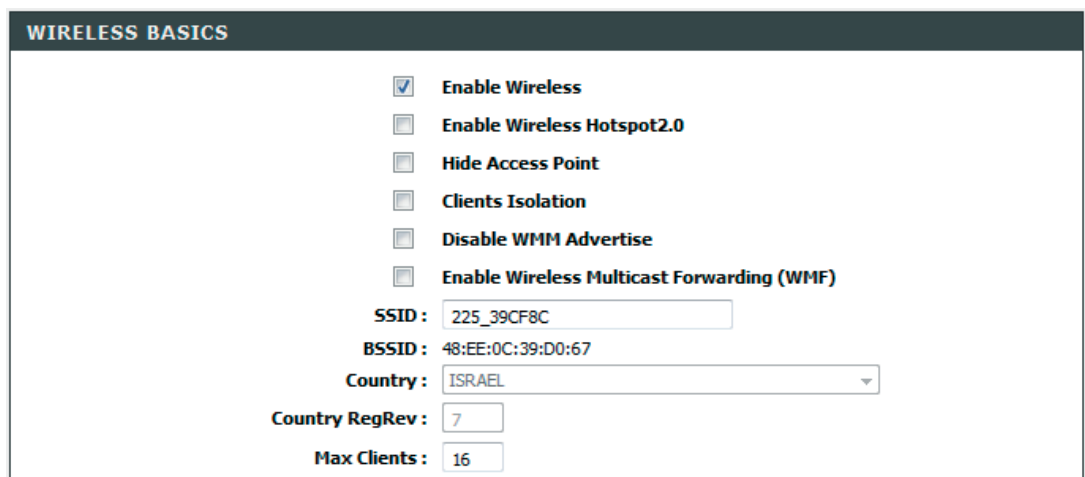 WIRELESS BASICS
Enable Wireless
Enable Wireless Hotspot2.0
Hide Access Point
Clients Isolation
Disable WMM Advertise
Enable Wireless Multicast Forwarding (WMF)
SSID : 225_39CF8C
BSSID : 48:EE:0C:39:D0:67
Country : ISRAEL
Country RegRev : 7
Max Clients : 16